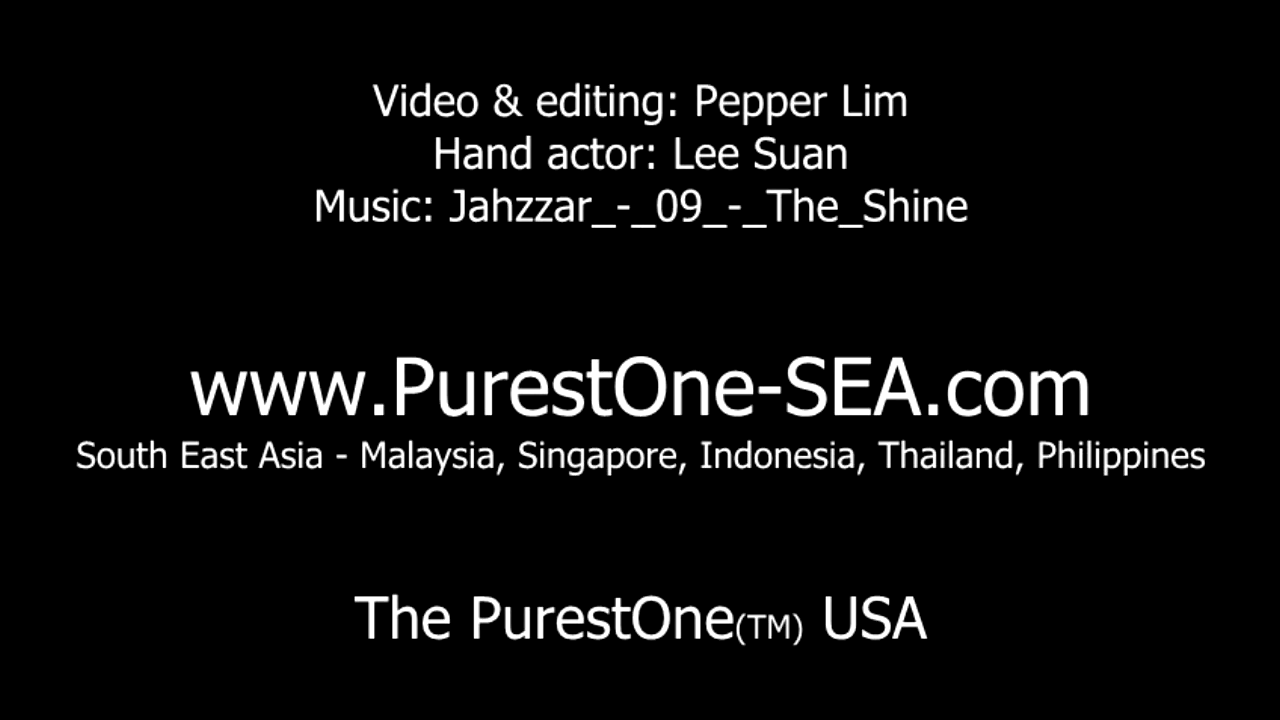 Video & editing: Pepper Lim
Hand actor: Lee Suan
Music: Jahzzar_-_09_-_The_Shine
www.PurestOne-SEA.com
South East Asia - Malaysia, Singapore, Indonesia, Thailand, Philippines
The PurestOne(TM) USA